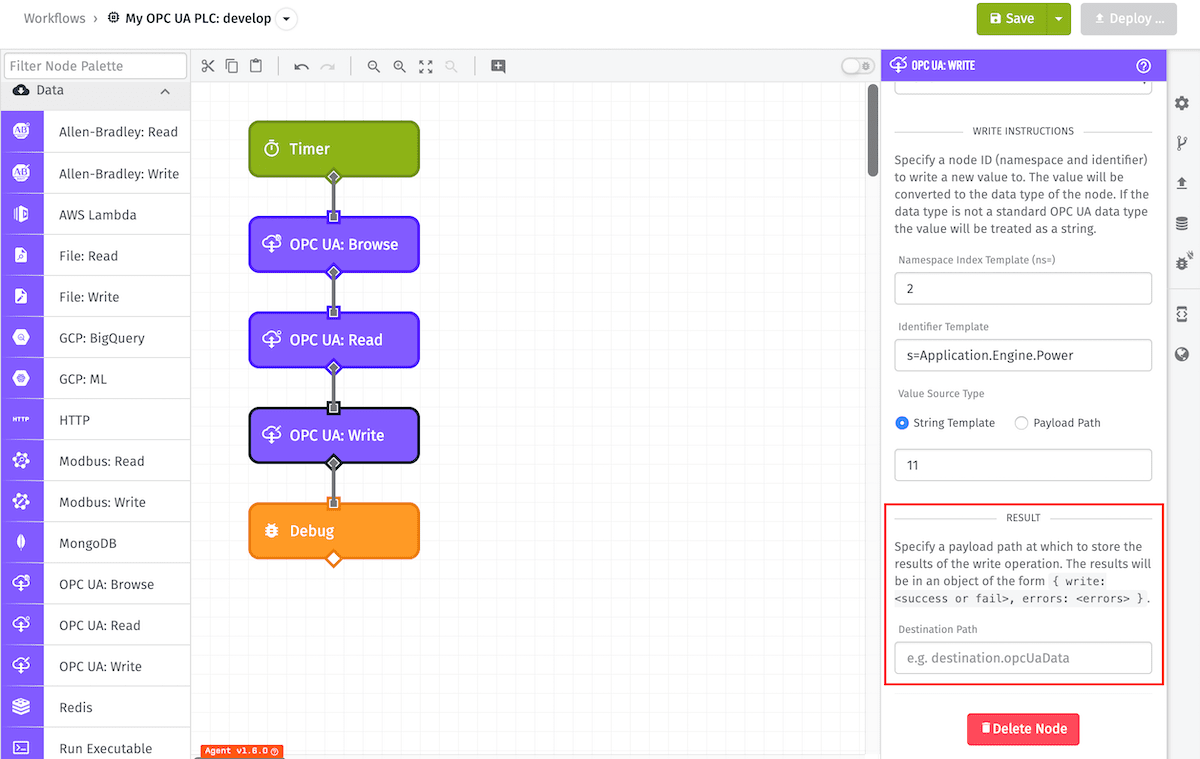 Workflows › My OPC UA PLC: develop
Save
Deploy ...
Filter Node Palette
Data
Allen-Bradley: Read
Allen-Bradley: Write
AWS Lambda
File: Read
File: Write
GCP: BigQuery
GCP: ML
HTTP
HTTP
Modbus: Read
Modbus: Write
MongoDB
OPC UA: Browse
OPC UA: Read
OPC UA: Write
Redis
Run Executable
AB
AB
Timer
OPC UA: Browse
OPC UA: Read
OPC UA: Write
Debug
Agent v1.8.0
OPC UA: WRITE
WRITE INSTRUCTIONS
Specify a node ID (namespace and identifier)
to write a new value to. The value will be
converted to the data type of the node. If the
data type is not a standard OPC UA data type
the value will be treated as a string.
Namespace Index Template (ns=)
2
Identifier Template
s=Application.Engine.Power
Value Source Type
String Template
Payload Path
11
RESULT
Specify a payload path at which to store the
results of the write operation. The results will
be in an object of the form { write:
<success or fail>, errors: <errors> }.
Destination Path
e.g. destination.opcUaData
Delete Node